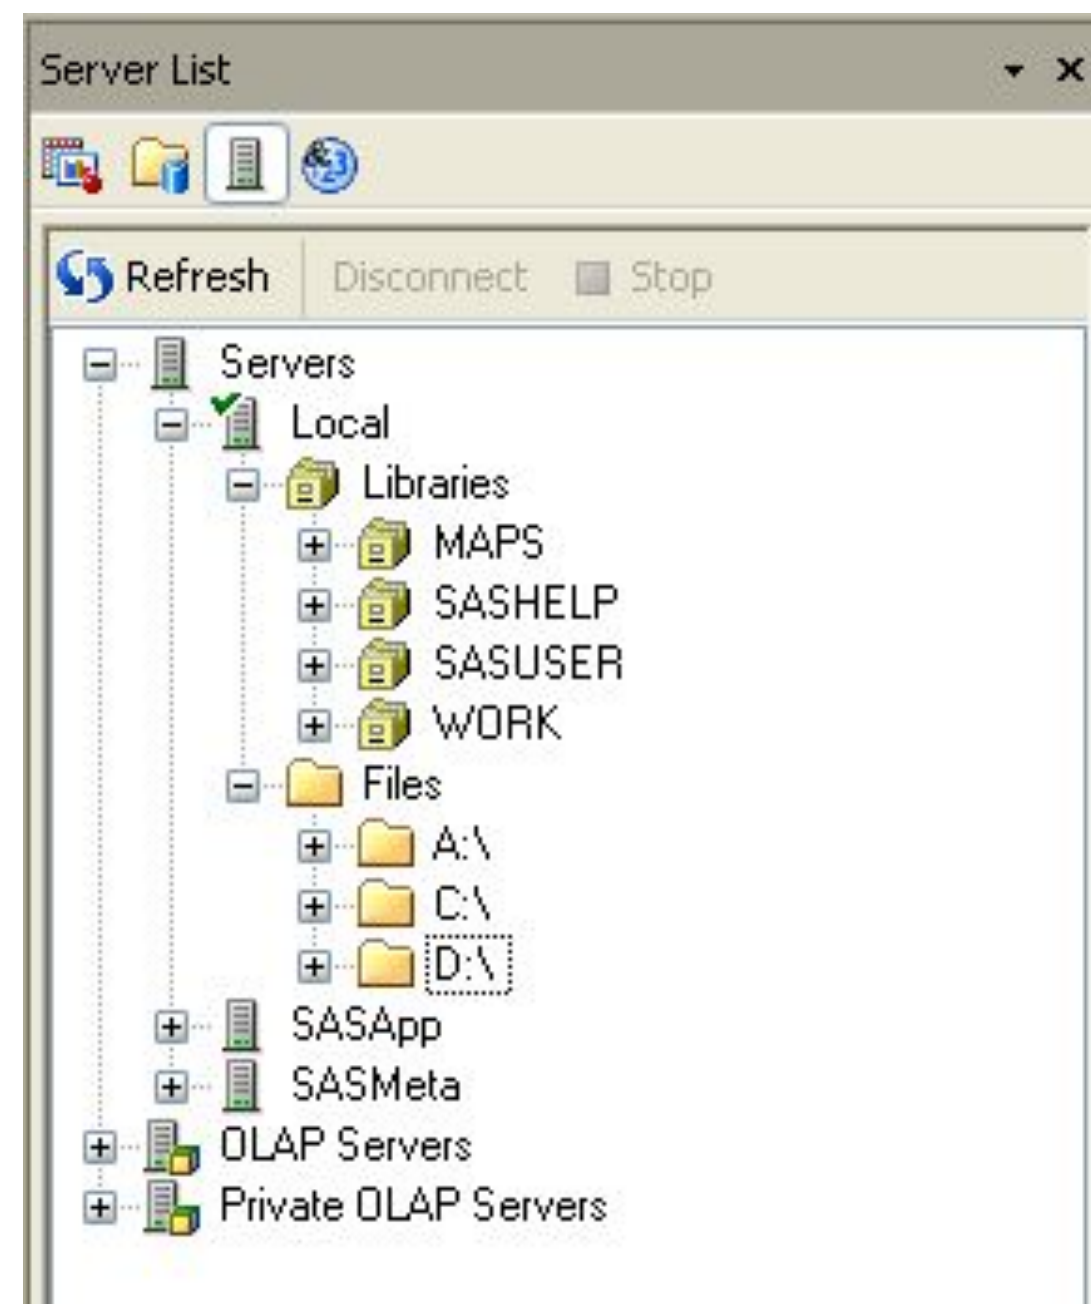 Server List
Refresh Disconnect Stop
Servers
Local
Libraries
MAPS
SASHELP
SASUSER
WORK
Files
A:\
C:\
D:\
SASApp
SASMeta
OLAP Servers
Private OLAP Servers